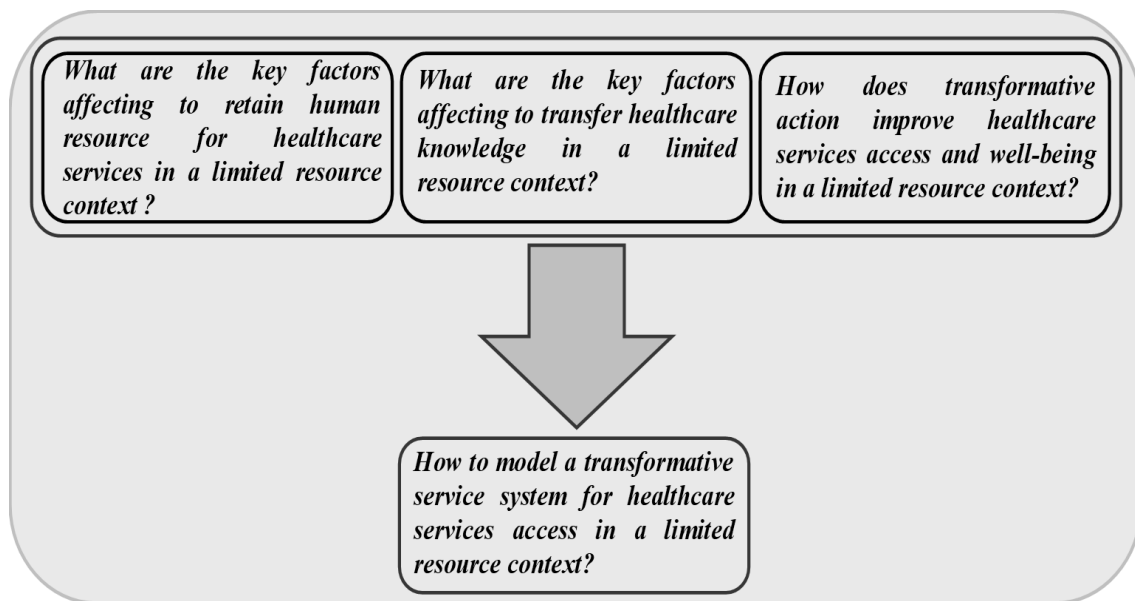 What are the key factors
affecting to retain human
resource for healthcare
services in a limited resource
context ?
What are the key factors
affecting to transfer healthcare
knowledge in a limited
resource context?
How does transformative
action improve healthcare
services access and well-being
in a limited resource context?
How to model a transformative
service system for healthcare
services access in a limited
resource context?